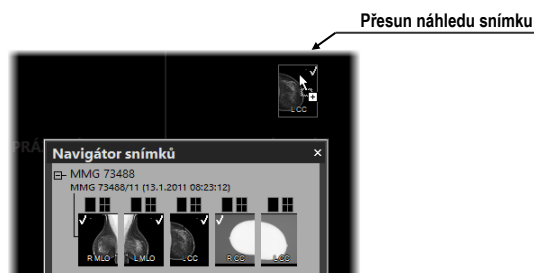 Přesun náhledu snímku
L CC
PRÁ
Navigátor snímků
MMG 73488
MMG 73488/11 (13.1.2011 08:23:12)
R MLO L MLO L CC R CC L CC